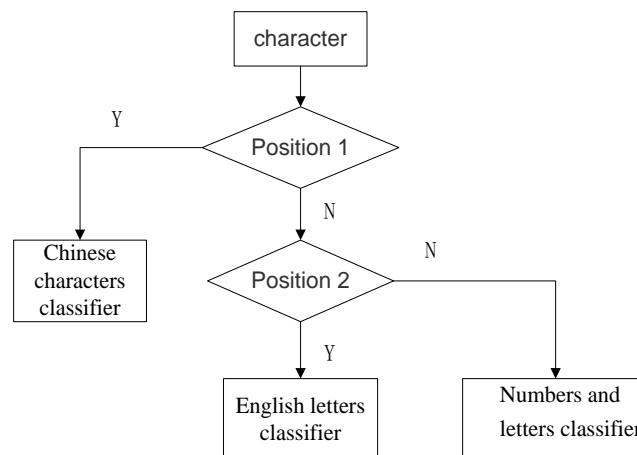 character
Y
Position 1
N
Chinese
characters
classifier
Position 2
N
Y
English letters
classifier
Numbers and
letters classifier